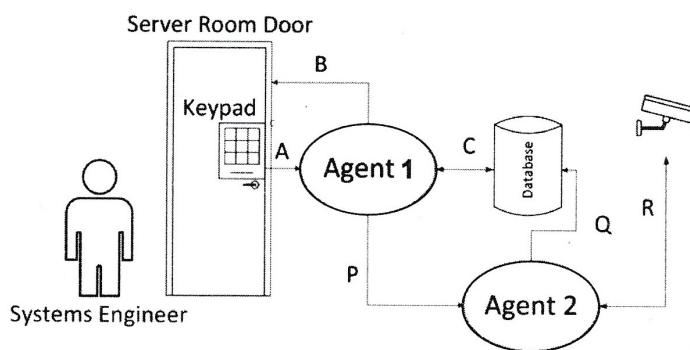 Server Room Door
B
Keypad
A
Agent 1
C
Database
R
Q
P
Agent 2
Systems Engineer